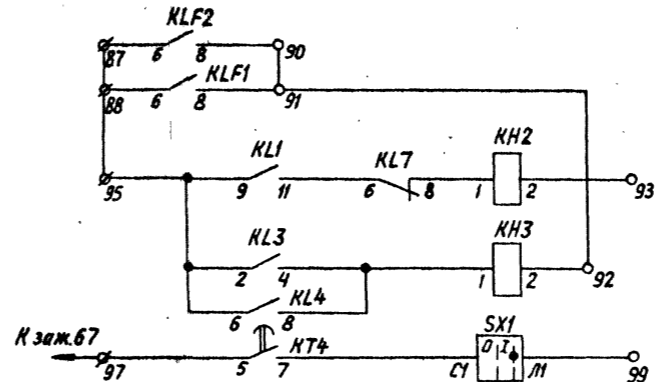 KLF2
87 6 8 90
KLF1
88 6 8 91
KL1 KL7 KH2
95 9 11 6 8 1 2 93
KL3 KH3
2 4 1 2 92
KL4
6 8
SX1
К заж.67 KT4 0 I
97 5 7 C1 Л1 99